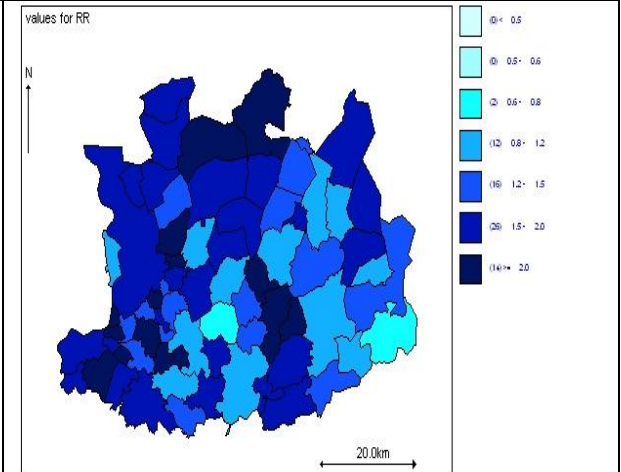 values for RR
N
(0) < 0.5
(0) 0.5 - 0.6
(2) 0.6 - 0.8
(12) 0.8 - 1.2
(16) 1.2 - 1.5
(26) 1.5 - 2.0
(14) >= 2.0
20.0km